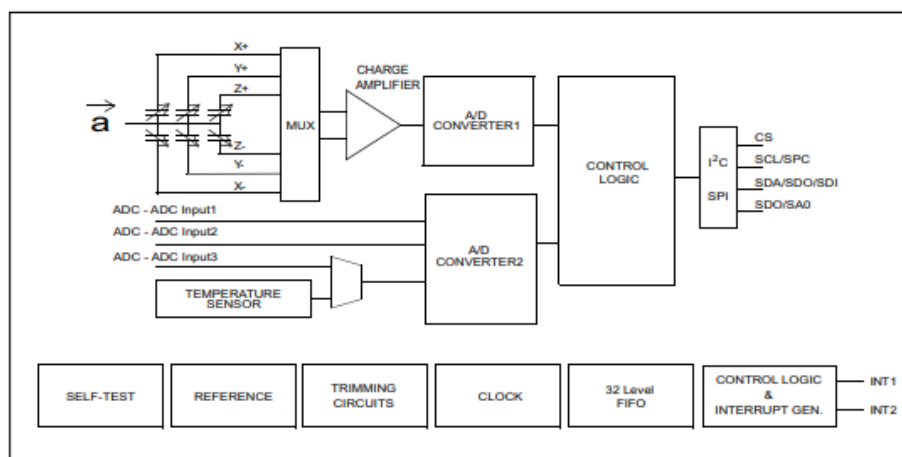 X+
Y+
Z+
a
Z-
Y-
X-
MUX
CHARGE
AMPLIFIER
A/D
CONVERTER1
CONTROL
LOGIC
I²C
SPI
CS
SCL/SPC
SDA/SDO/SDI
SDO/SA0
ADC - ADC Input1
ADC - ADC Input2
ADC - ADC Input3
A/D
CONVERTER2
TEMPERATURE
SENSOR
SELF-TEST
REFERENCE
TRIMMING
CIRCUITS
CLOCK
32 Level
FIFO
CONTROL LOGIC
&
INTERRUPT GEN.
INT1
INT2